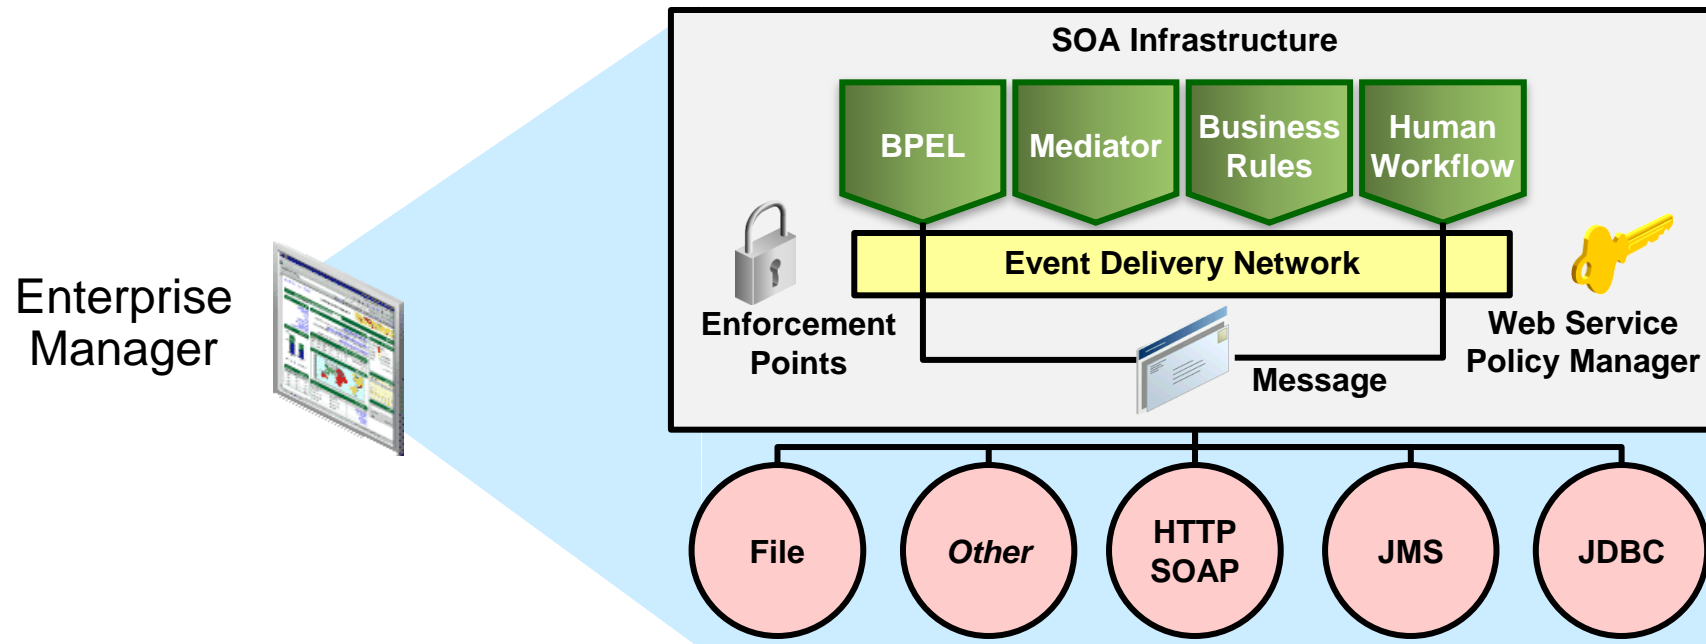 SOA Infrastructure
BPEL
Mediator
Business
Rules
Human
Workflow
Event Delivery Network
Enterprise
Manager
Enforcement
Points
Web Service
Policy Manager
Message
File
Other
HTTP
SOAP
JMS
JDBC